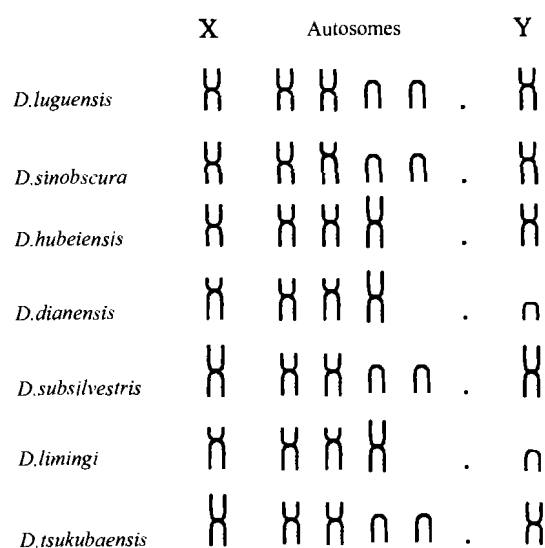 X Autosomes Y
D.luguensis
D.sinobscura
D.hubeiensis
D.dianensis
D.subsilvestris
D.limingi
D.tsukubaensis